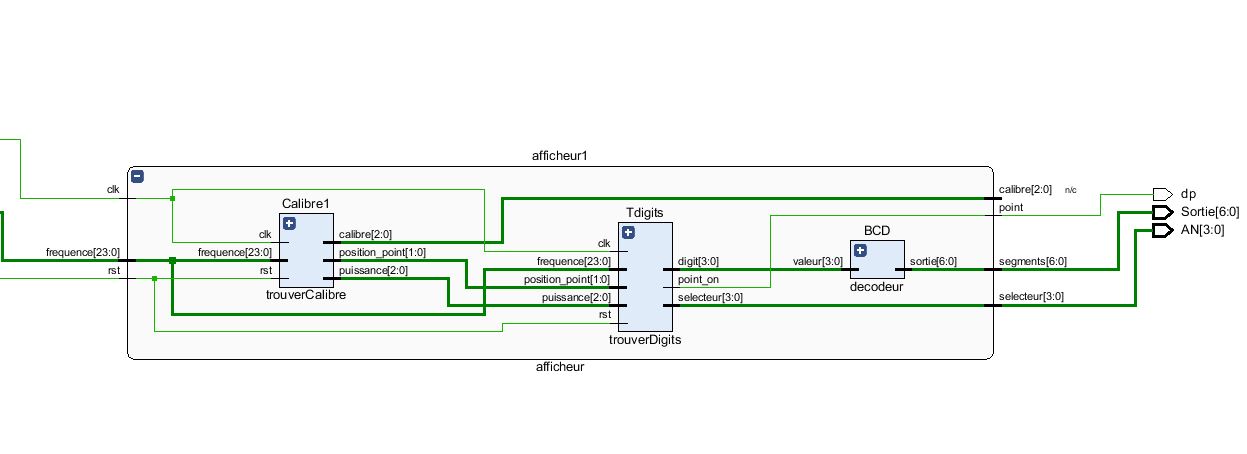 afficheur1
clk
frequence[23:0]
rst
Calibre1
clk
frequence[23:0]
rst
calibre[2:0]
position_point[1:0]
puissance[2:0]
trouverCalibre
Tdigits
clk
frequence[23:0]
position_point[1:0]
puissance[2:0]
rst
digit[3:0]
point_on
selecteur[3:0]
trouverDigits
BCD
valeur[3:0]
sortie[6:0]
decodeur
calibre[2:0] n/c
point
segments[6:0]
selecteur[3:0]
dp
Sortie[6:0]
AN[3:0]
afficheur